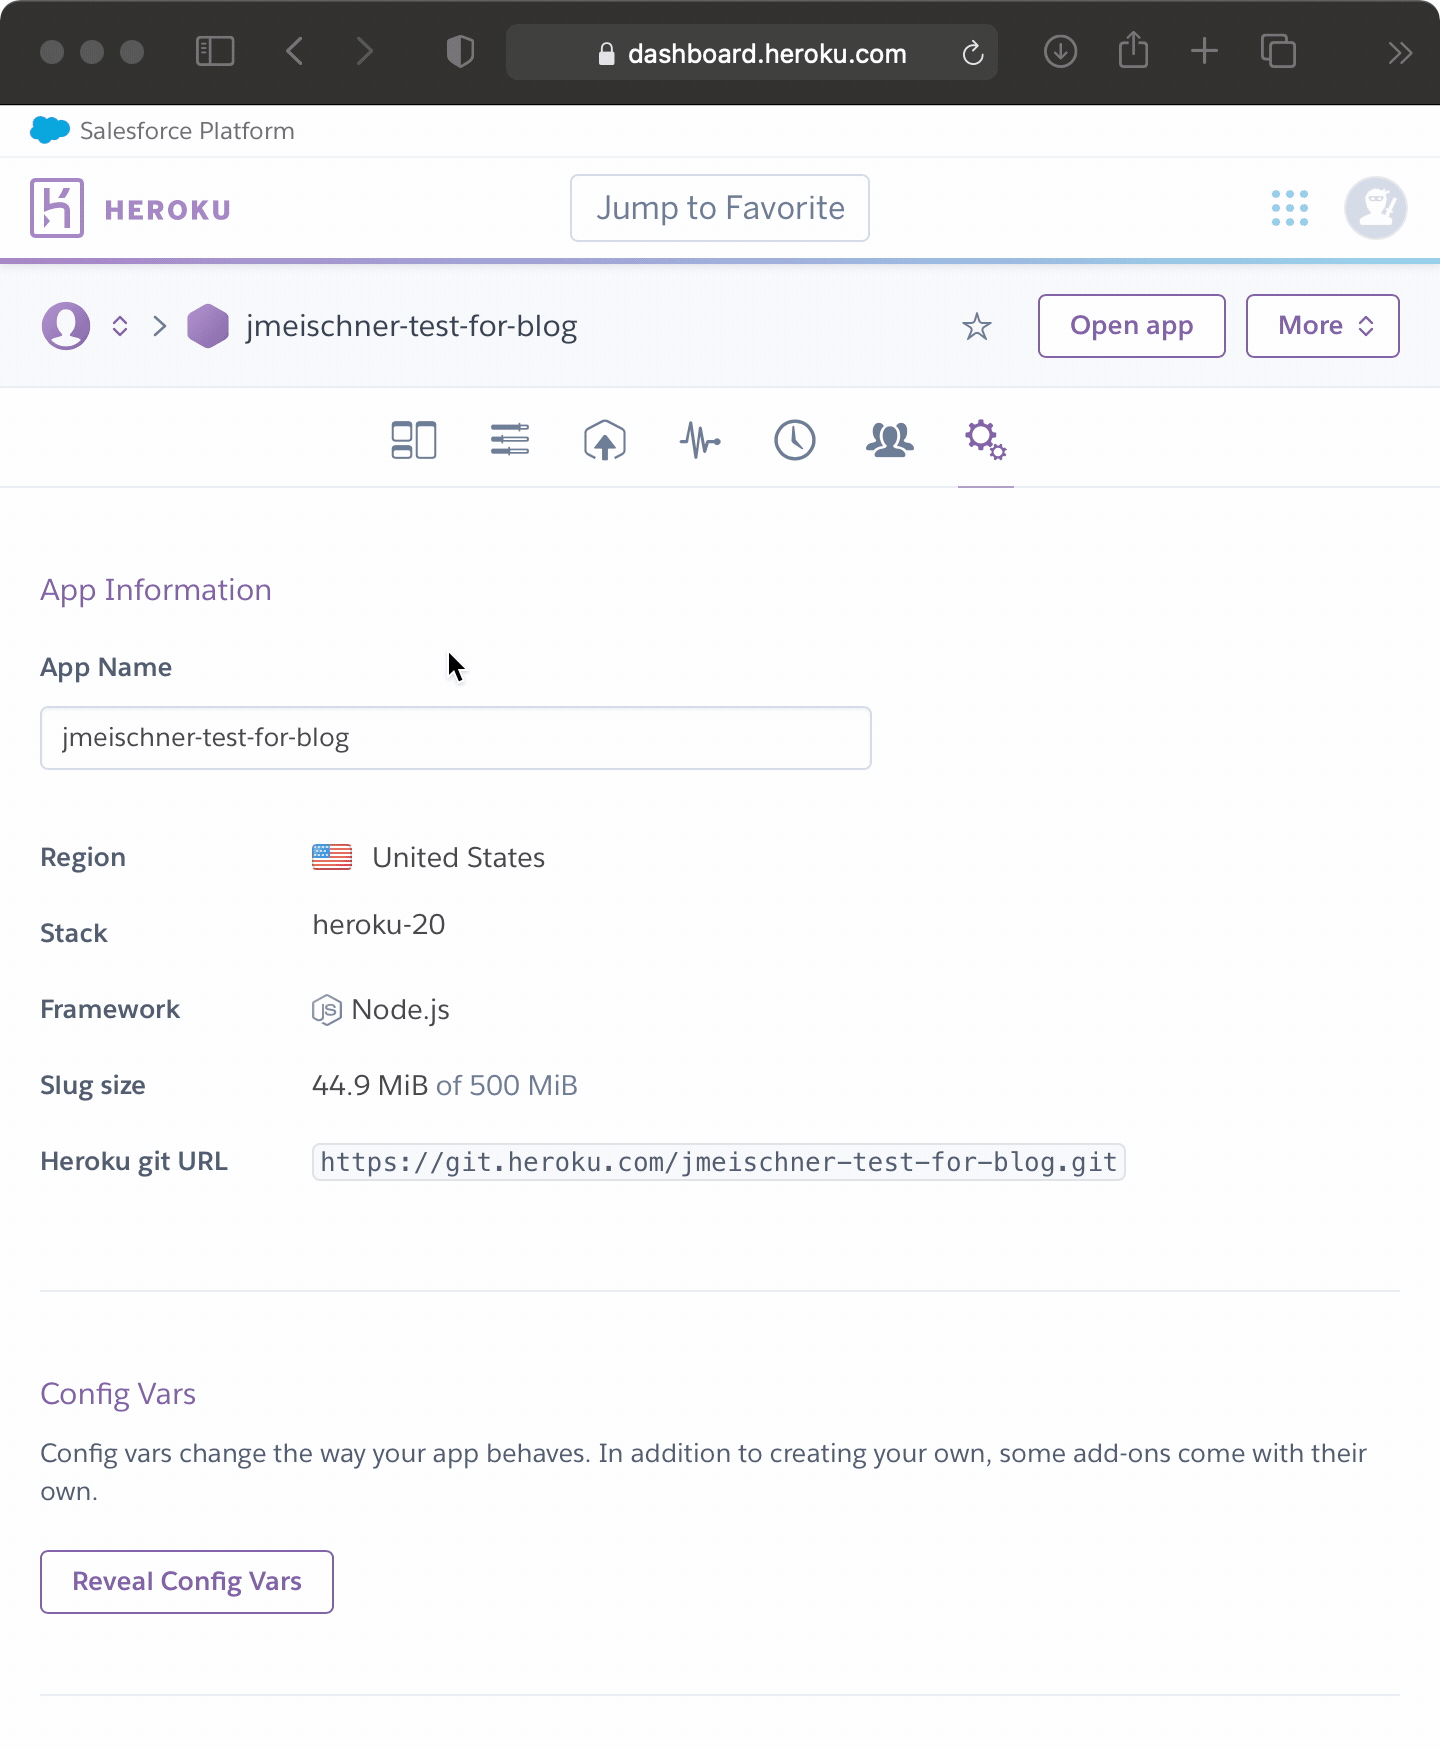 dashboard.heroku.com
Salesforce Platform
HEROKU
Jump to Favorite
jmeischner-test-for-blog
Open app
More
App Information
App Name
jmeischner-test-for-blog
Region United States
Stack heroku-20
Framework JS Node.js
Slug size 44.9 MiB of 500 MiB
Heroku git URL https://git.heroku.com/jmeischner-test-for-blog.git
Config Vars
Config vars change the way your app behaves. In addition to creating your own, some add-ons come with their
own.
Reveal Config Vars